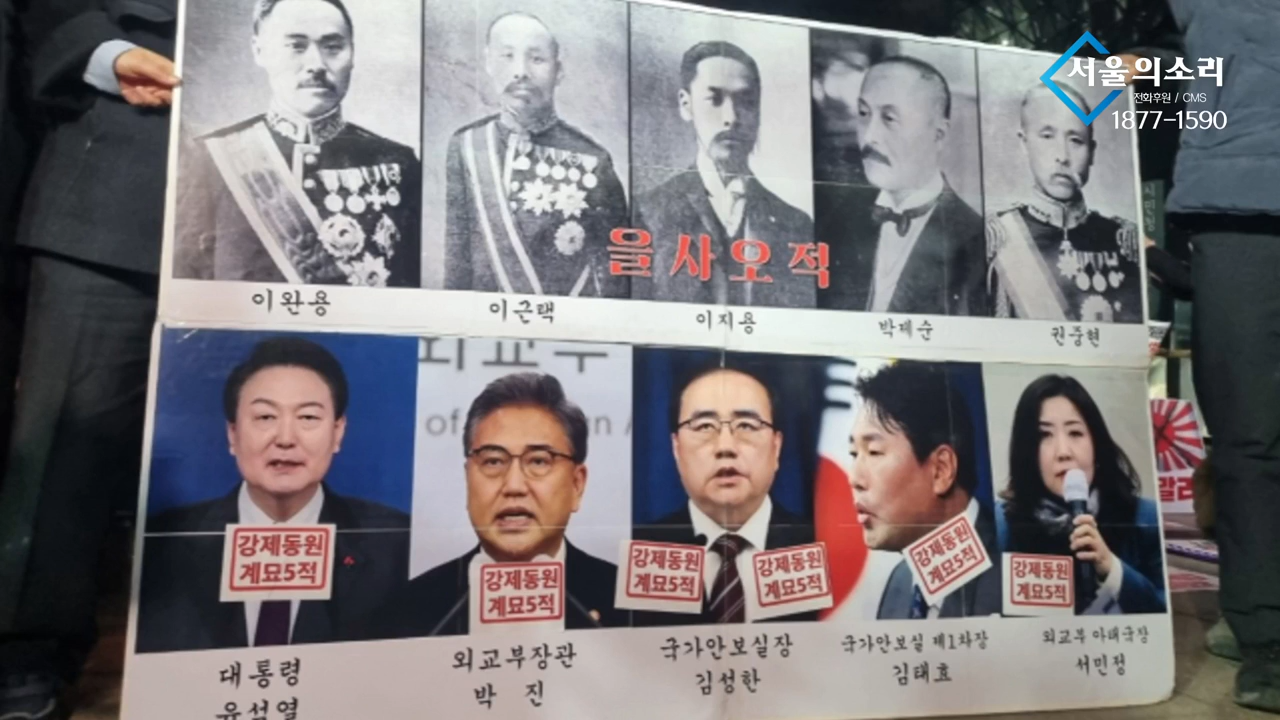 서울의소리
전화후원 / CMS
1877-1590
을사오적
이완용
이근택
이지용
박제순
권중현
외교부
of
강제동원
계묘5적
강제동원
계묘5적
강제동원
계묘5적
강제동원
계묘5적
강제동원
계묘5적
강제동원
계묘5적
대통령
윤석열
외교부장관
박 진
국가안보실장
김성한
국가안보실 제1차장
김태효
외교부 아태국장
서민정